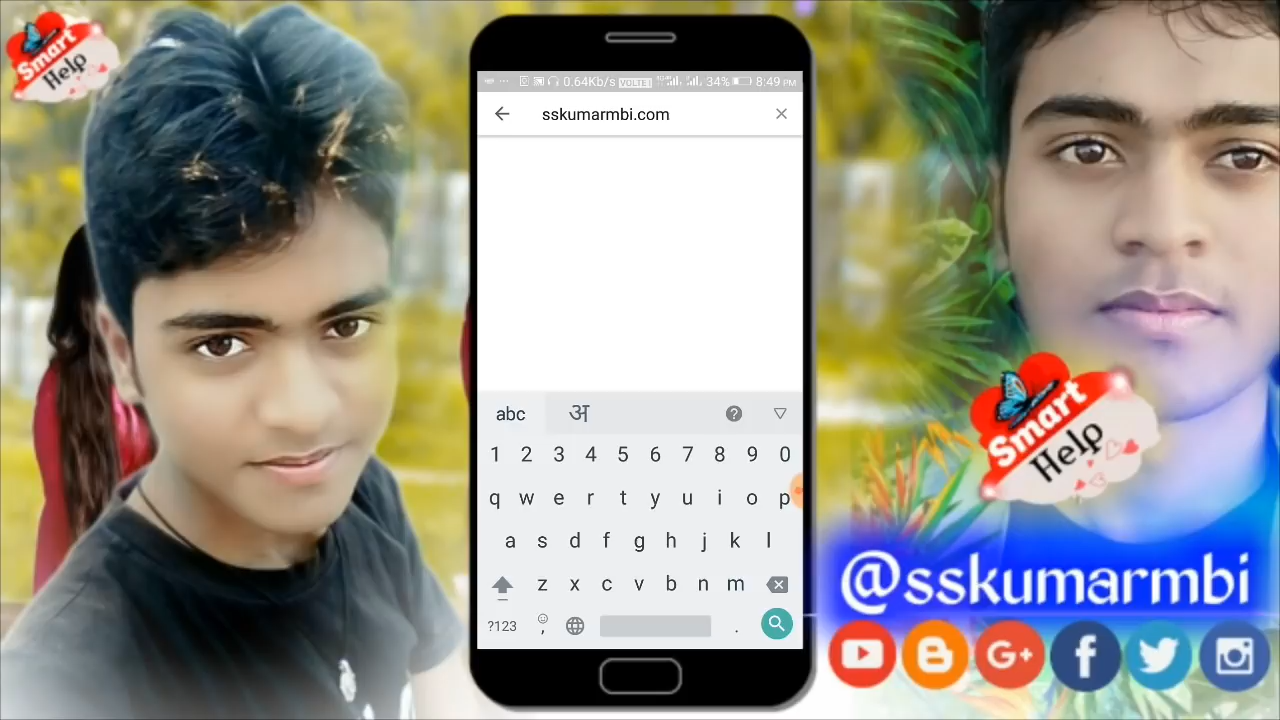 Smart
Help
0.64Kb/s VOLTE 34% 8:49 PM
sskumarmbi.com
abc अ ?
1 2 3 4 5 6 7 8 9 0
q w e r t y u i o p
a s d f g h j k l
z x c v b n m
?123 , .
Smart
Help
@sskumarmbi
G+ f